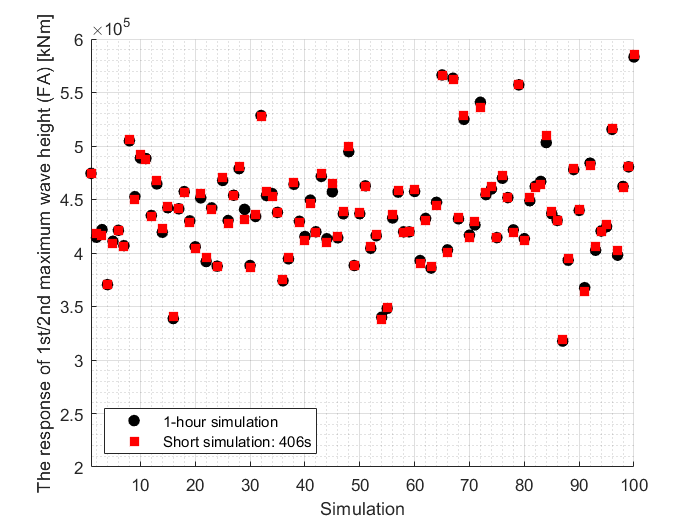 ×10⁵
The response of 1st/2nd maximum wave height (FA) [kNm]
6
5.5
5
4.5
4
3.5
3
2.5
2
1-hour simulation
Short simulation: 406s
10 20 30 40 50 60 70 80 90 100
Simulation